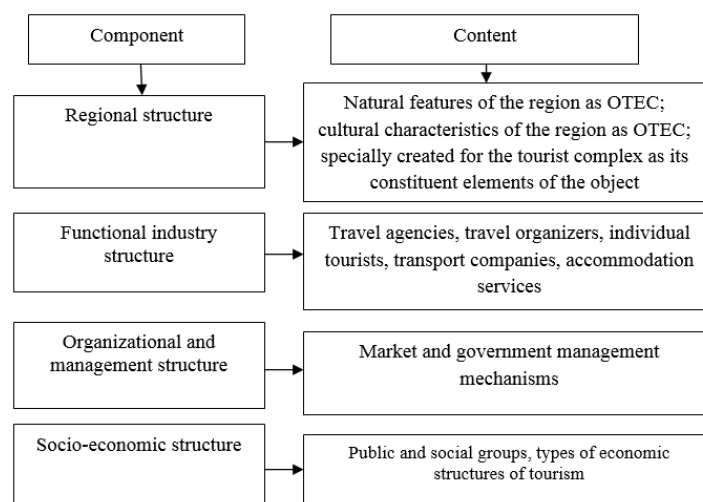 Component
Content
Regional structure
Natural features of the region as OTEC;
cultural characteristics of the region as OTEC;
specially created for the tourist complex as its
constituent elements of the object
Functional industry
structure
Travel agencies, travel organizers, individual
tourists, transport companies, accommodation
services
Organizational and
management structure
Market and government management
mechanisms
Socio-economic structure
Public and social groups, types of economic
structures of tourism